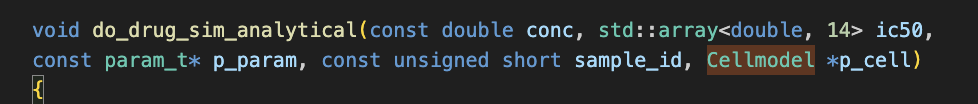 void do_drug_sim_analytical(const double conc, std::array<double, 14> ic50,
const param_t* p_param, const unsigned short sample_id, Cellmodel *p_cell)
{